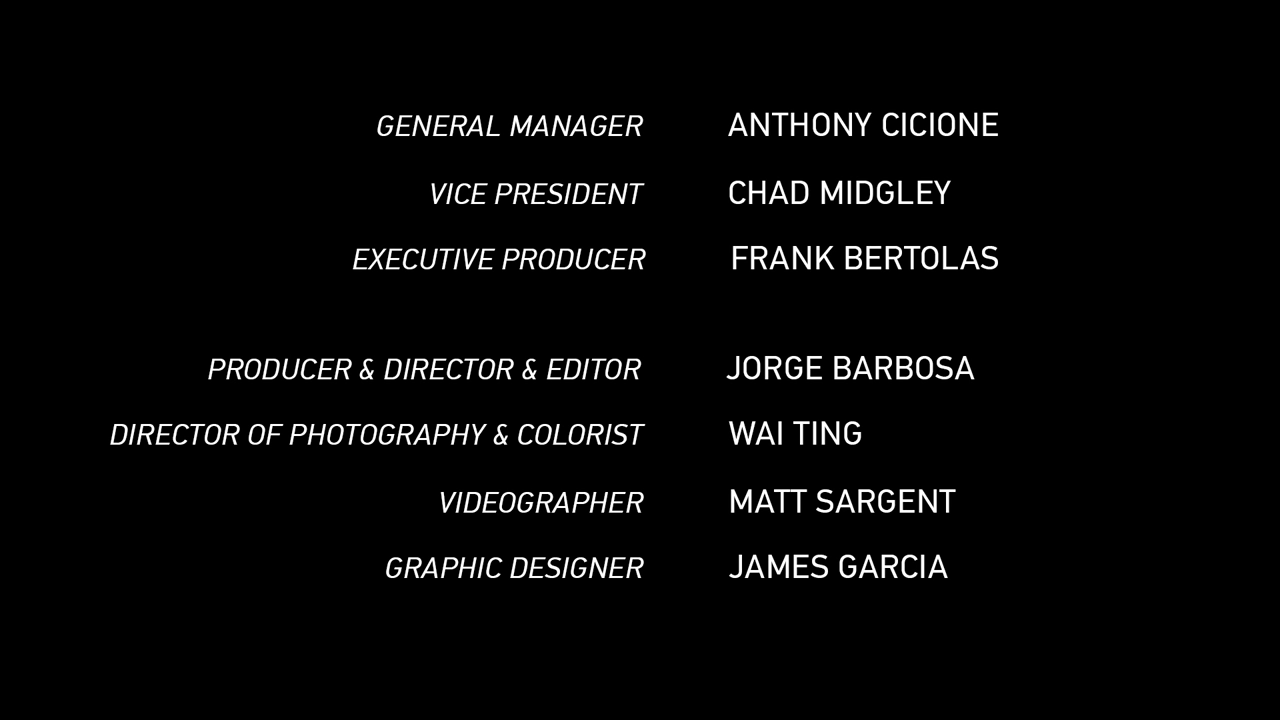 GENERAL MANAGER ANTHONY CICIONE
VICE PRESIDENT CHAD MIDGLEY
EXECUTIVE PRODUCER FRANK BERTOLAS
PRODUCER & DIRECTOR & EDITOR JORGE BARBOSA
DIRECTOR OF PHOTOGRAPHY & COLORIST WAI TING
VIDEOGRAPHER MATT SARGENT
GRAPHIC DESIGNER JAMES GARCIA